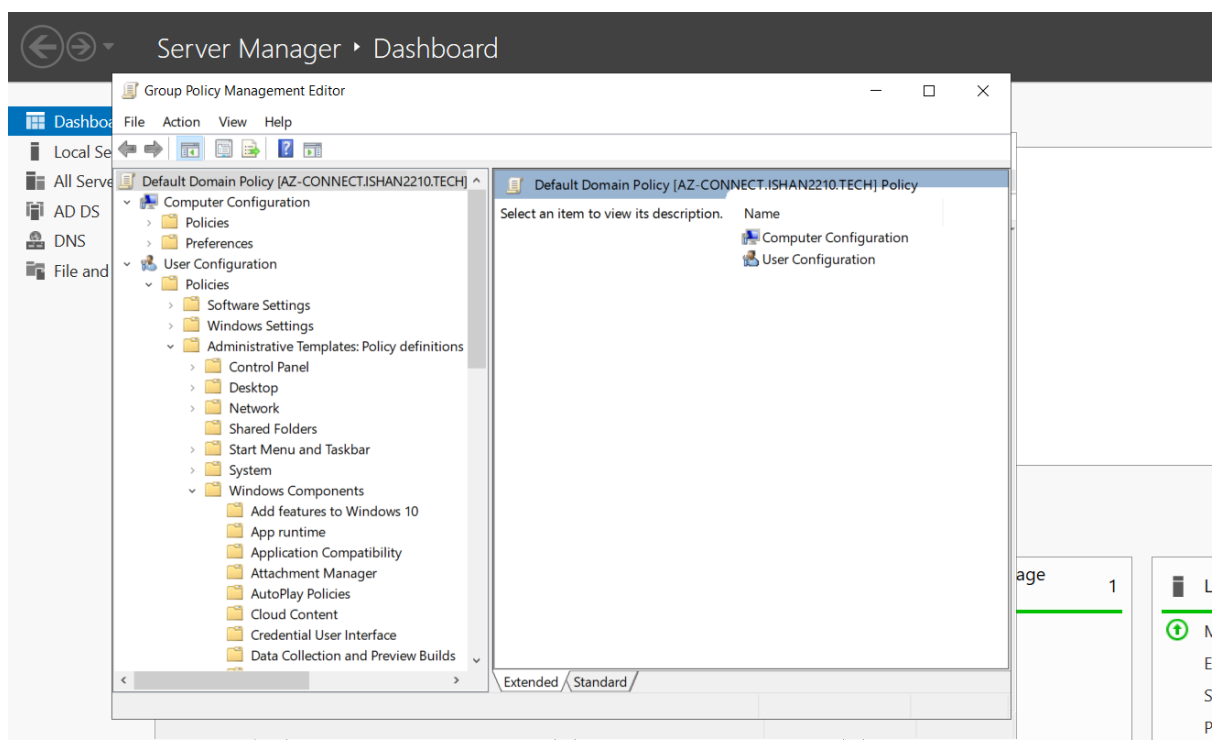 Server Manager ‣ Dashboard
Group Policy Management Editor
File Action View Help
Dashboa
Local Se
All Serve
AD DS
DNS
File and
Default Domain Policy [AZ-CONNECT.ISHAN2210.TECH]
Computer Configuration
Policies
Preferences
User Configuration
Policies
Software Settings
Windows Settings
Administrative Templates: Policy definitions
Control Panel
Desktop
Network
Shared Folders
Start Menu and Taskbar
System
Windows Components
Add features to Windows 10
App runtime
Application Compatibility
Attachment Manager
AutoPlay Policies
Cloud Content
Credential User Interface
Data Collection and Preview Builds
Default Domain Policy [AZ-CONNECT.ISHAN2210.TECH] Policy
Select an item to view its description. Name
Computer Configuration
User Configuration
Extended Standard
age 1
L
M
E
S
P